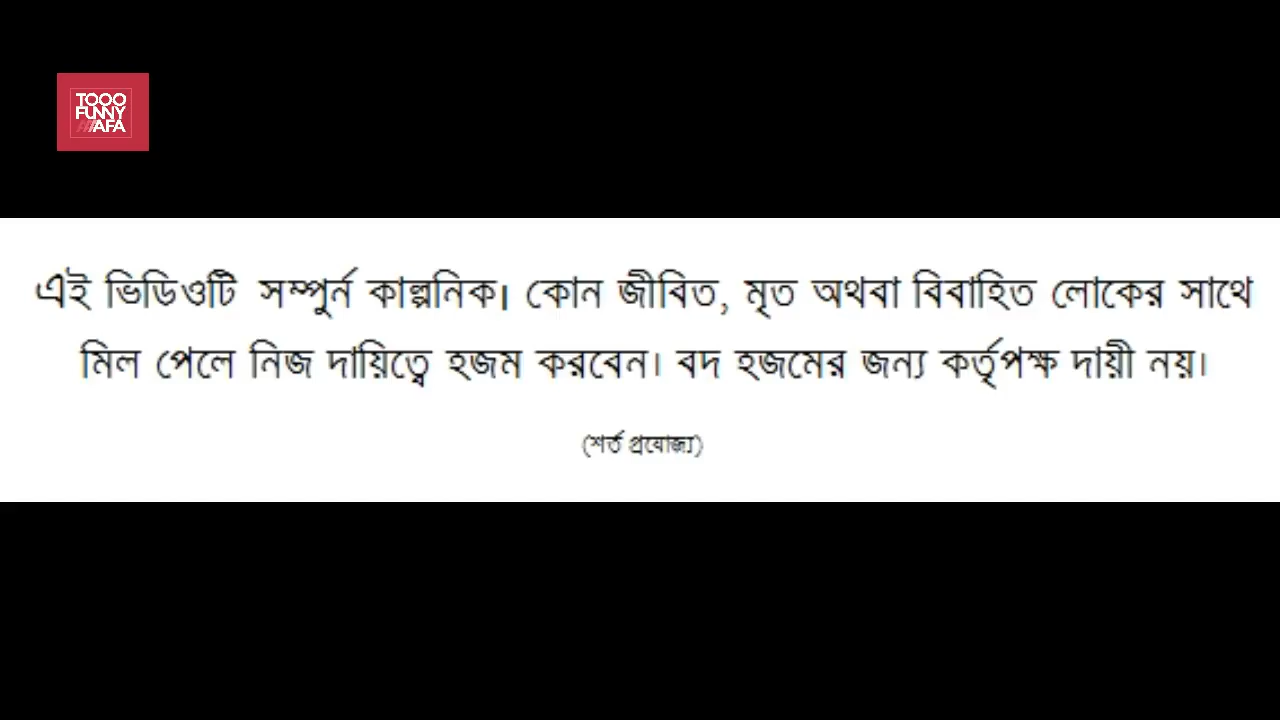 TOOO
FUNNY
AFA
এই ভিডিওটি সম্পুর্ন কাল্পনিক। কোন জীবিত, মৃত অথবা বিবাহিত লোকের সাথে
মিল পেলে নিজ দায়িত্বে হজম করবেন। বদ হজমের জন্য কর্তৃপক্ষ দায়ী নয়।
(শর্ত প্রযোজ্য)